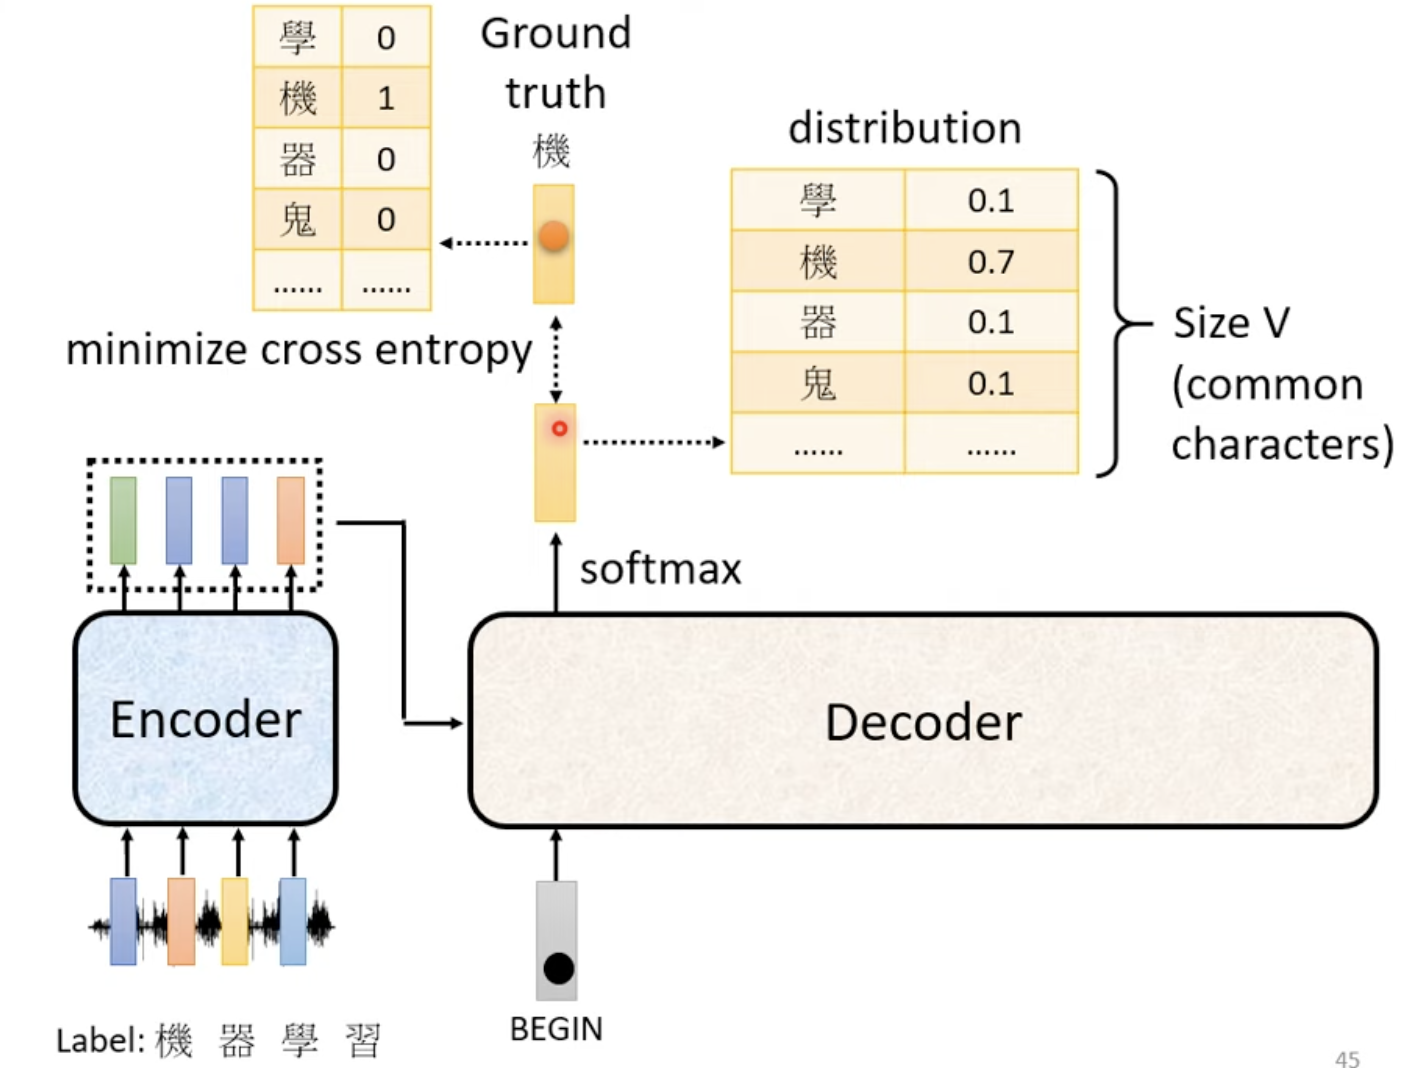 學 0
機 1
器 0
鬼 0
...... ......
Ground
truth
機
minimize cross entropy
distribution
學 0.1
機 0.7
器 0.1
鬼 0.1
...... ......
Size V
(common
characters)
softmax
Encoder
Decoder
Label: 機 器 學 習
BEGIN
45